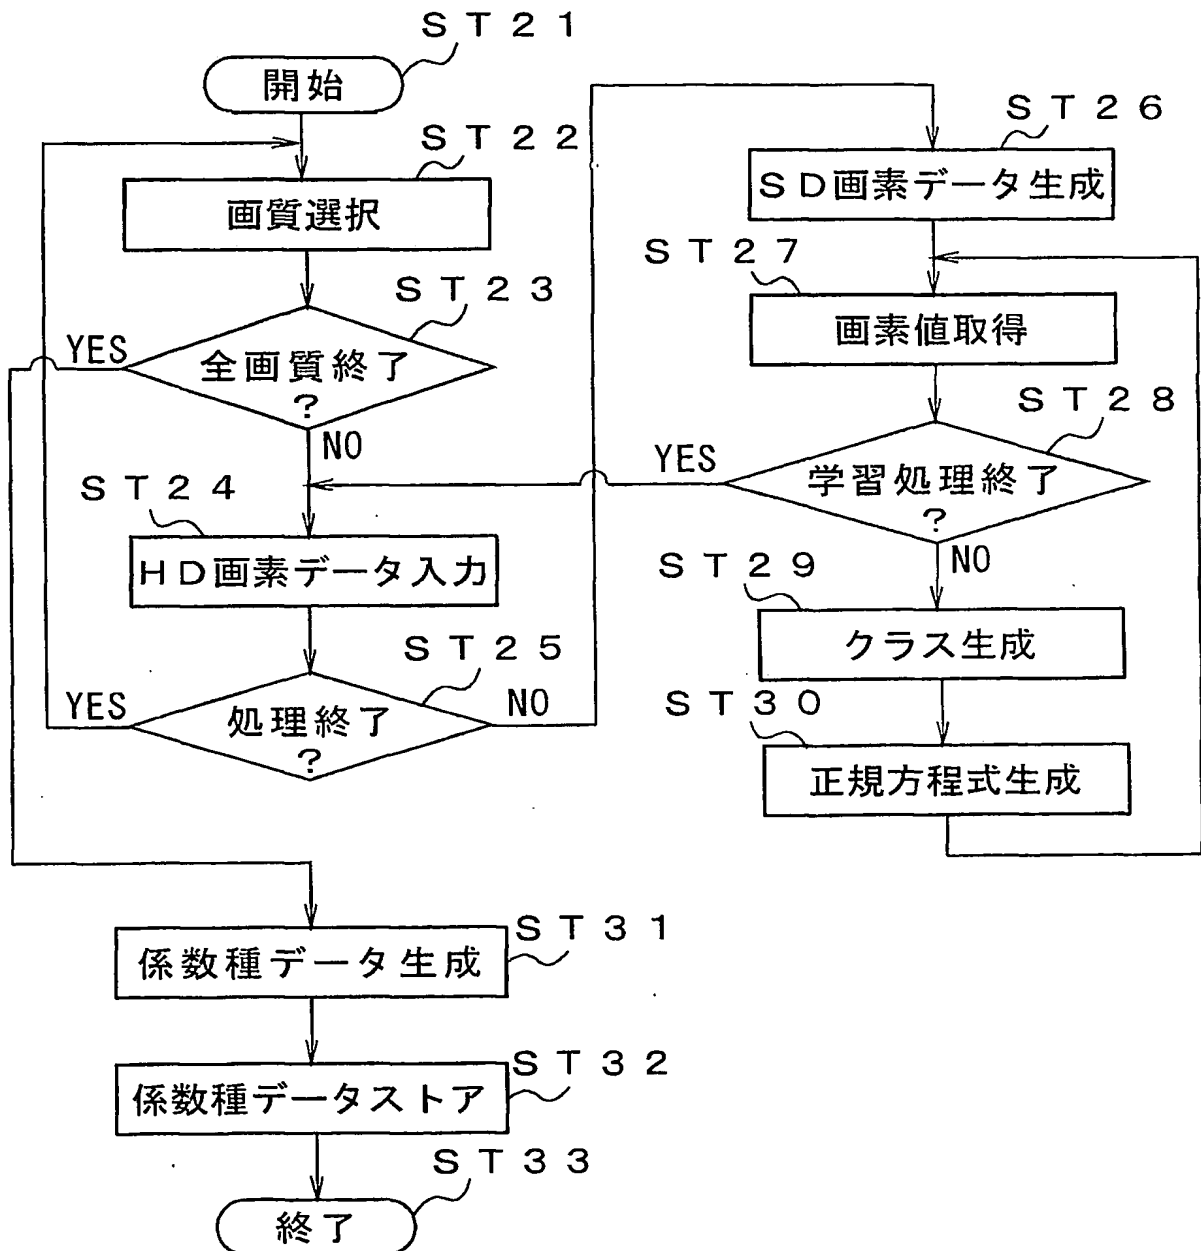 ST21
開始
ST22
画質選択
ST23
YES
全画質終了
?
NO
ST24
HD画素データ入力
ST25
YES
処理終了
?
NO
ST26
SD画素データ生成
ST27
画素値取得
ST28
YES
学習処理終了
?
NO
ST29
クラス生成
ST30
正規方程式生成
ST31
係数種データ生成
ST32
係数種データストア
ST33
終了